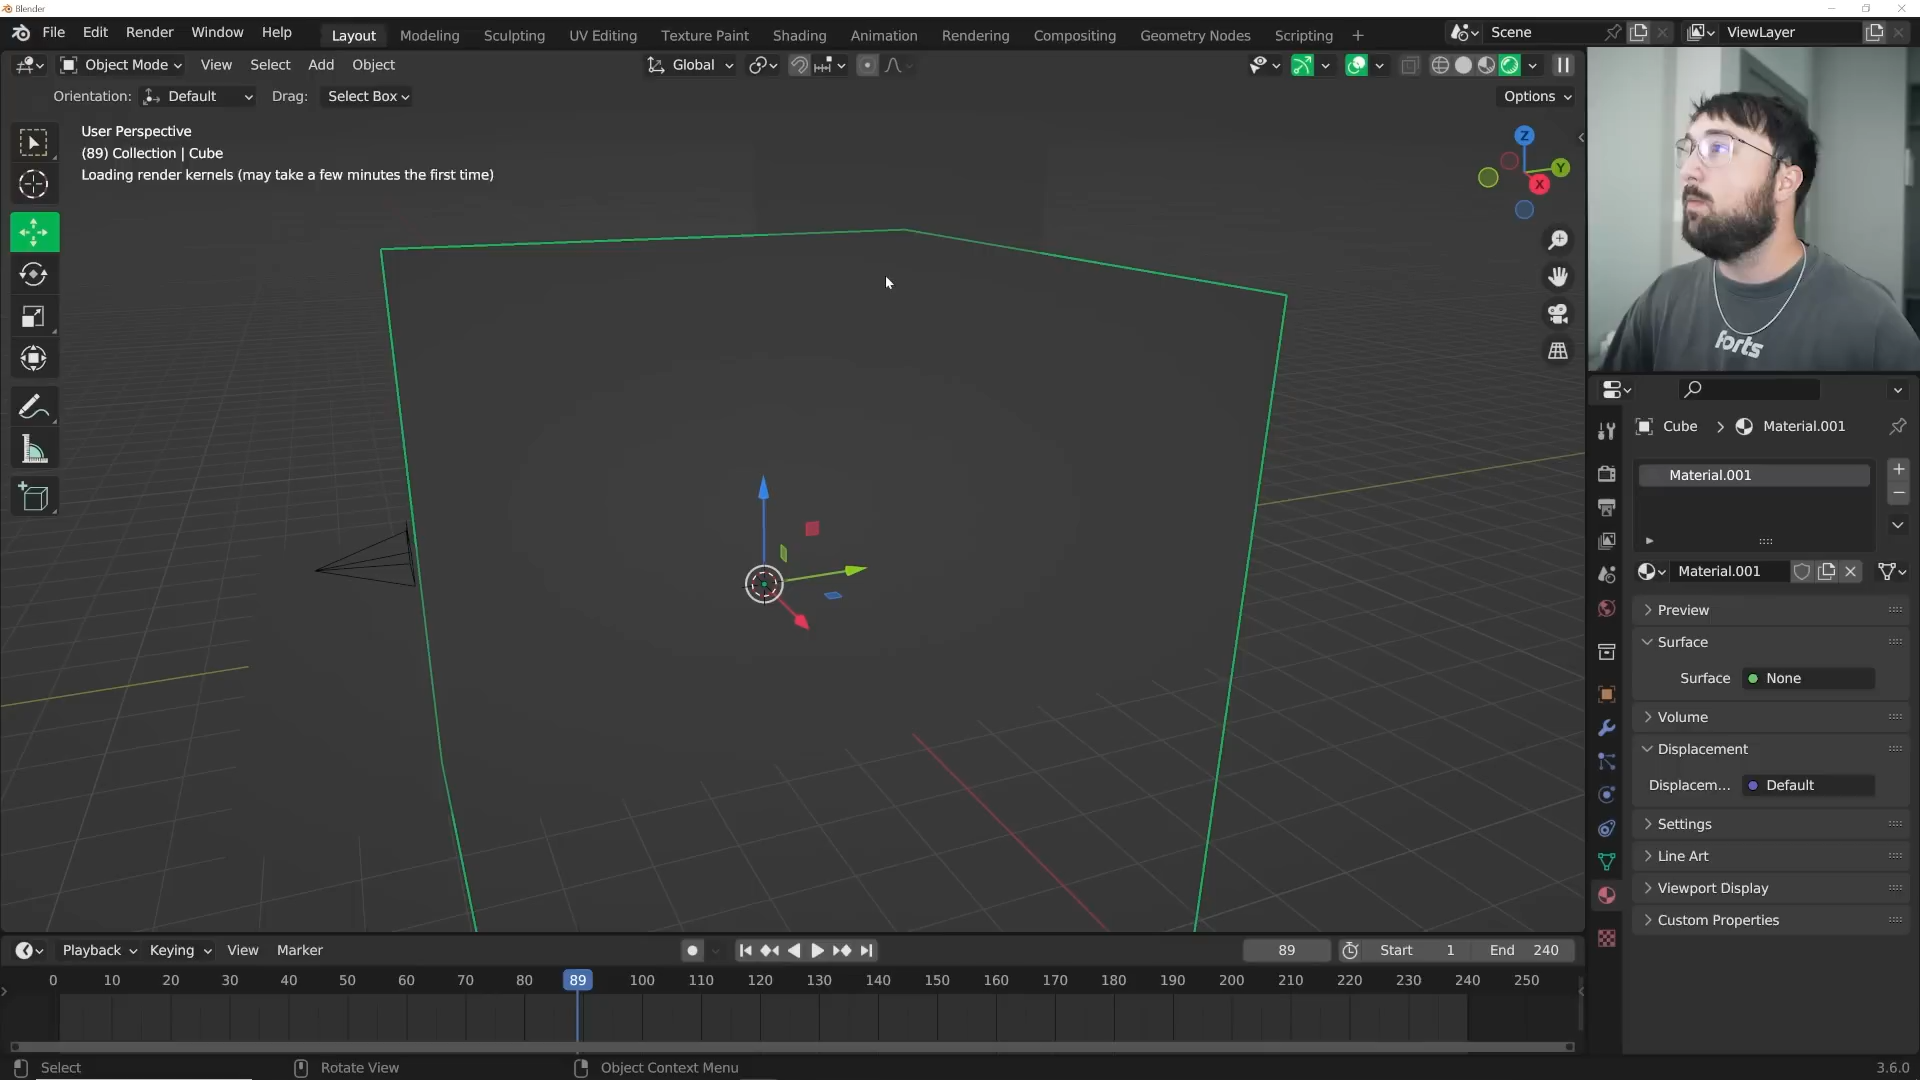 Blender
File Edit Render Window Help
Layout Modeling Sculpting UV Editing Texture Paint Shading Animation Rendering Compositing Geometry Nodes Scripting +
Scene
ViewLayer
Object Mode View Select Add Object
Global
Orientation: Default Drag: Select Box
Options
User Perspective
(89) Collection | Cube
Loading render kernels (may take a few minutes the first time)
Z
Y
X
forts
Cube > Material.001
Material.001
Material.001
Preview
Surface
Surface None
Volume
Displacement
Displacem... Default
Settings
Line Art
Viewport Display
Custom Properties
Playback Keying View Marker
89 Start 1 End 240
0 10 20 30 40 50 60 70 80 89 100 110 120 130 140 150 160 170 180 190 200 210 220 230 240 250
Select Rotate View Object Context Menu
3.6.0